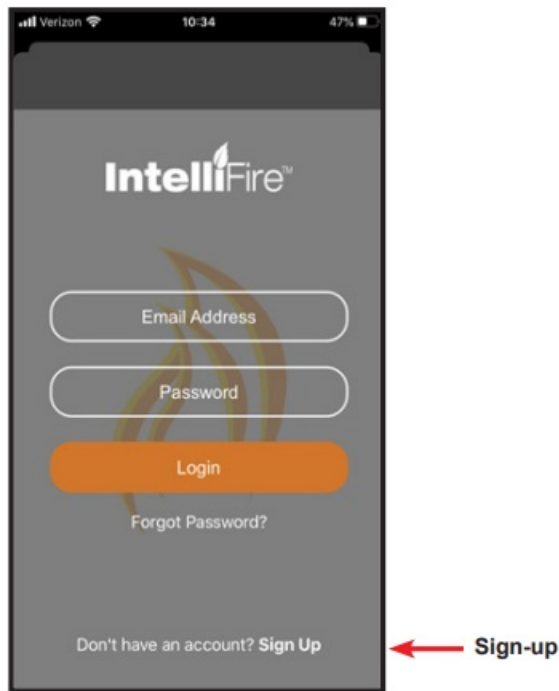 Verizon 10:34 47%
IntelliFire™
Email Address
Password
Login
Forgot Password?
Don't have an account? Sign Up
Sign-up